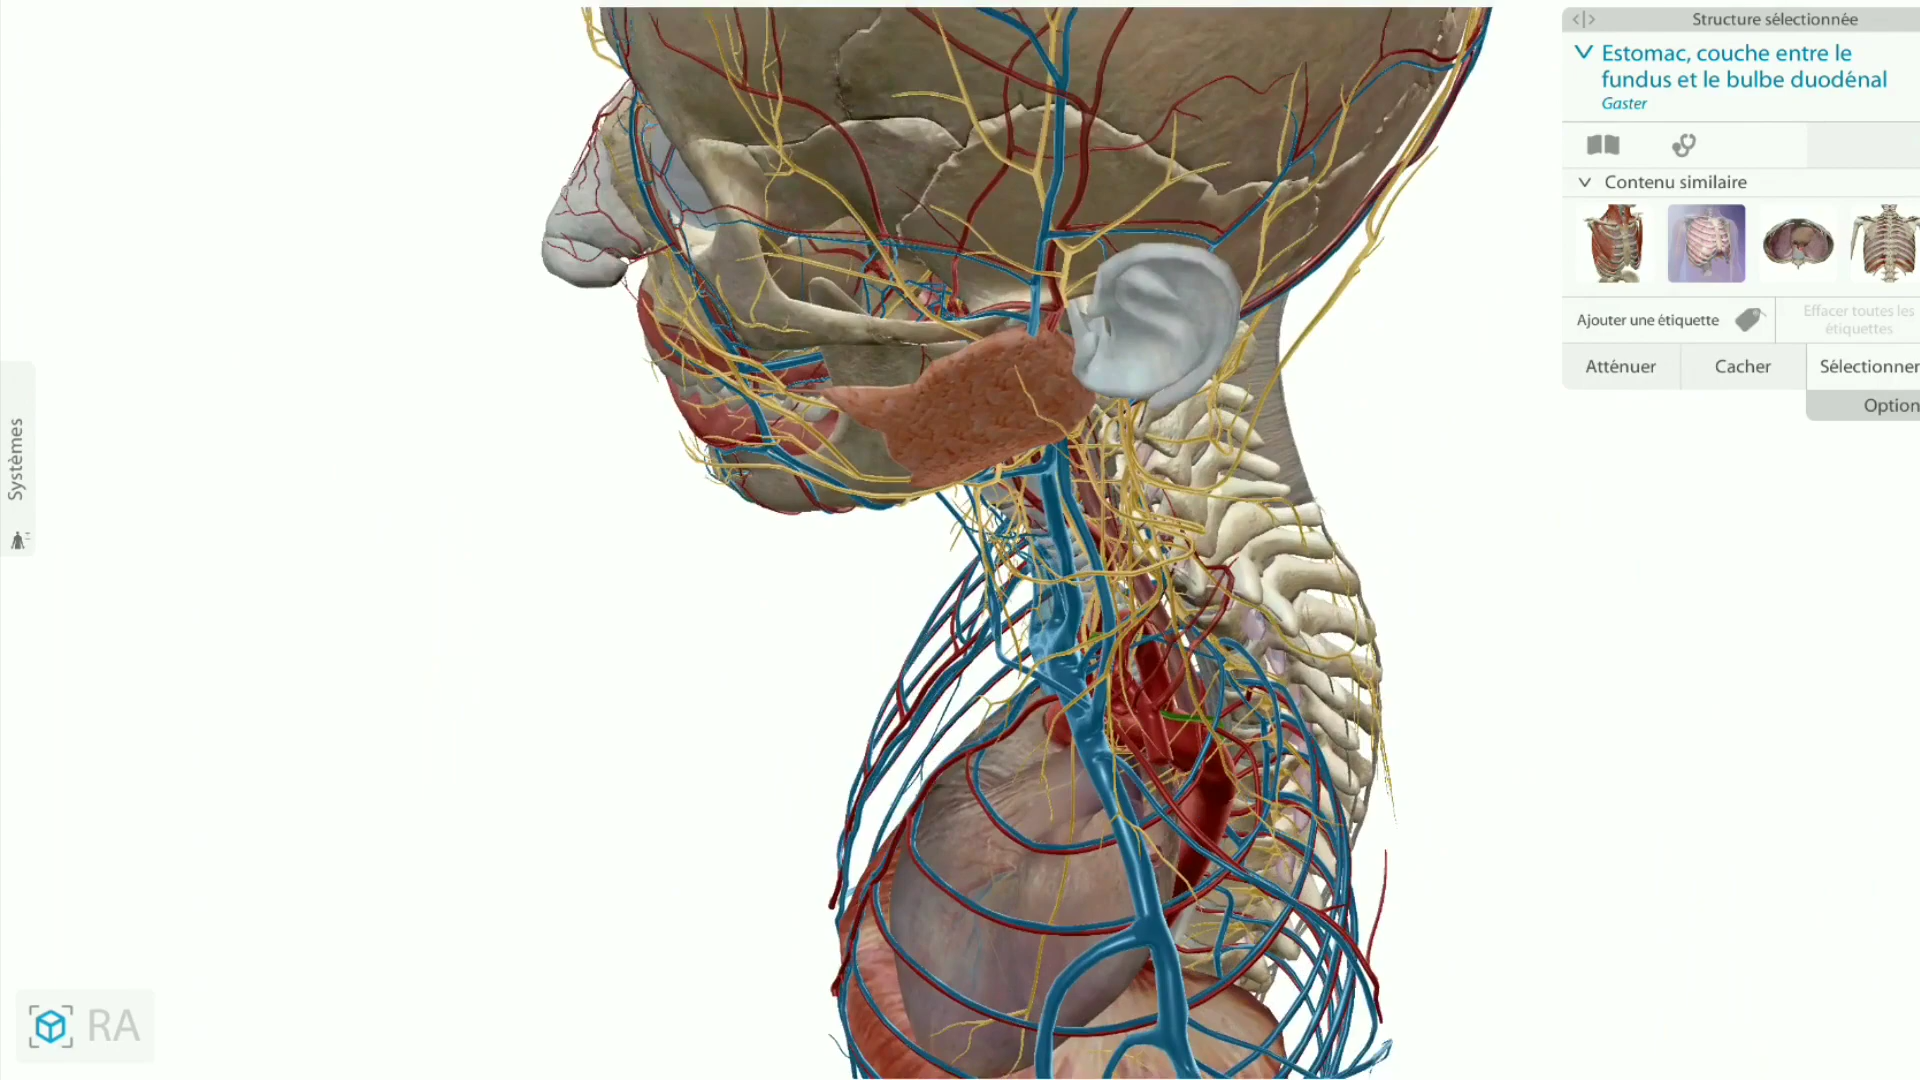 Structure sélectionnée
Estomac, couche entre le
fundus et le bulbe duodénal
Gaster
Contenu similaire
Ajouter une étiquette
Effacer toutes les
étiquettes
Atténuer
Cacher
Sélectionner
Option
Systèmes
RA